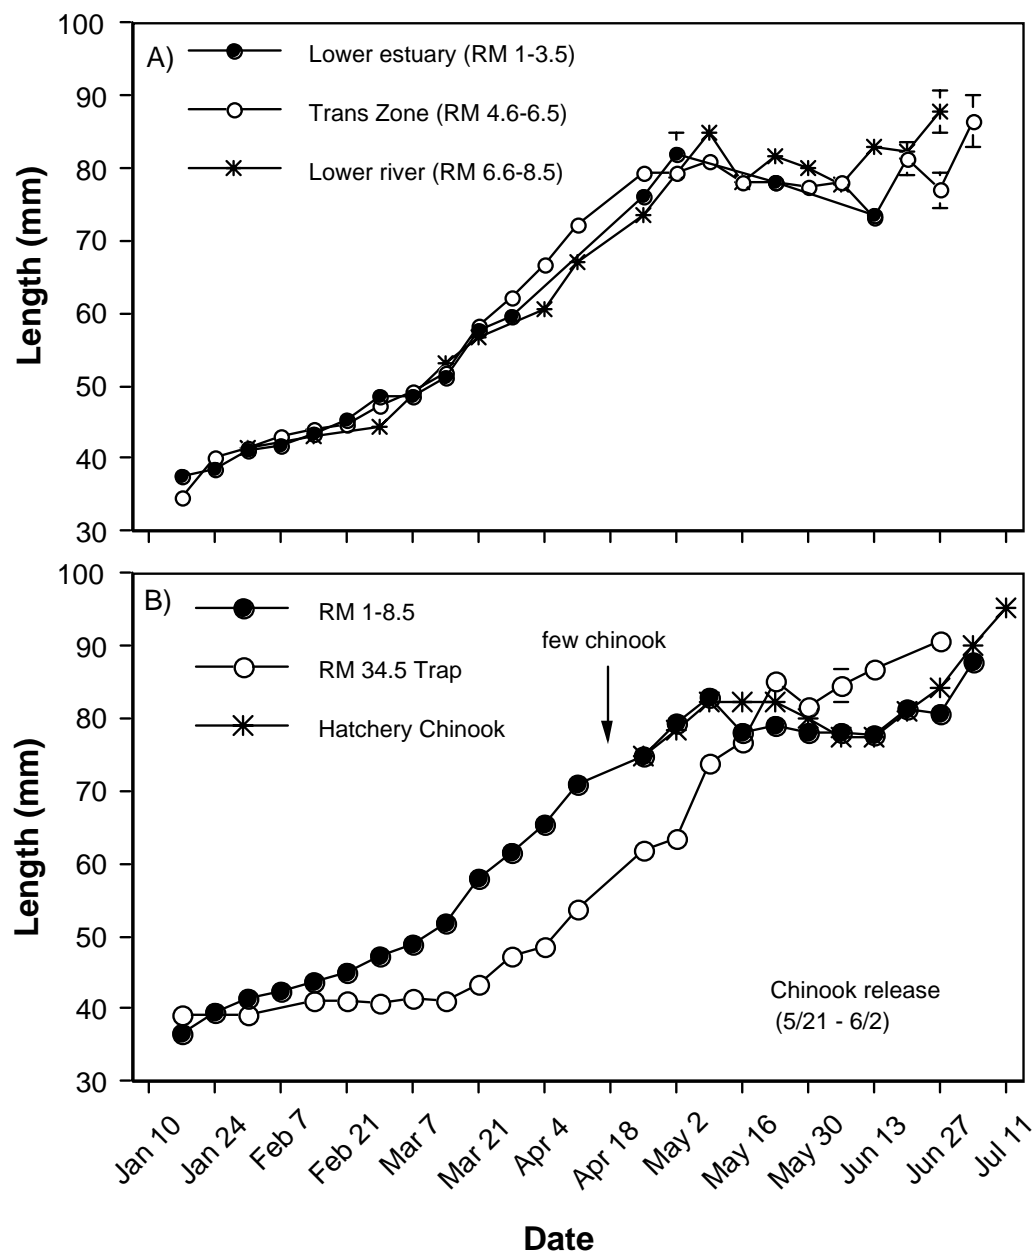 100
90
80
70
60
50
40
30
Length (mm)
A)
Lower estuary (RM 1-3.5)
Trans Zone (RM 4.6-6.5)
Lower river (RM 6.6-8.5)
100
90
80
70
60
50
40
30
Length (mm)
B)
RM 1-8.5
RM 34.5 Trap
Hatchery Chinook
few chinook
Chinook release
(5/21 - 6/2)
Jan 10
Jan 24
Feb 7
Feb 21
Mar 7
Mar 21
Apr 4
Apr 18
May 2
May 16
May 30
Jun 13
Jun 27
Jul 11
Date